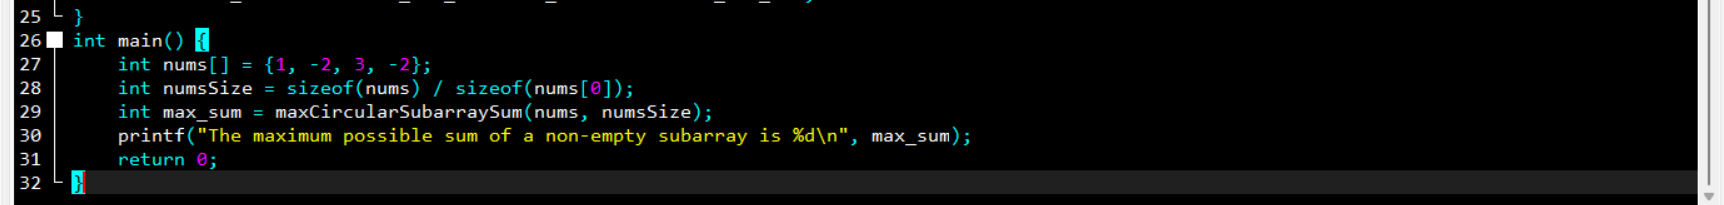 25 }
26 int main() {
27 int nums[] = {1, -2, 3, -2};
28 int numsSize = sizeof(nums) / sizeof(nums[0]);
29 int max_sum = maxCircularSubarraySum(nums, numsSize);
30 printf("The maximum possible sum of a non-empty subarray is %d\n", max_sum);
31 return 0;
32 }